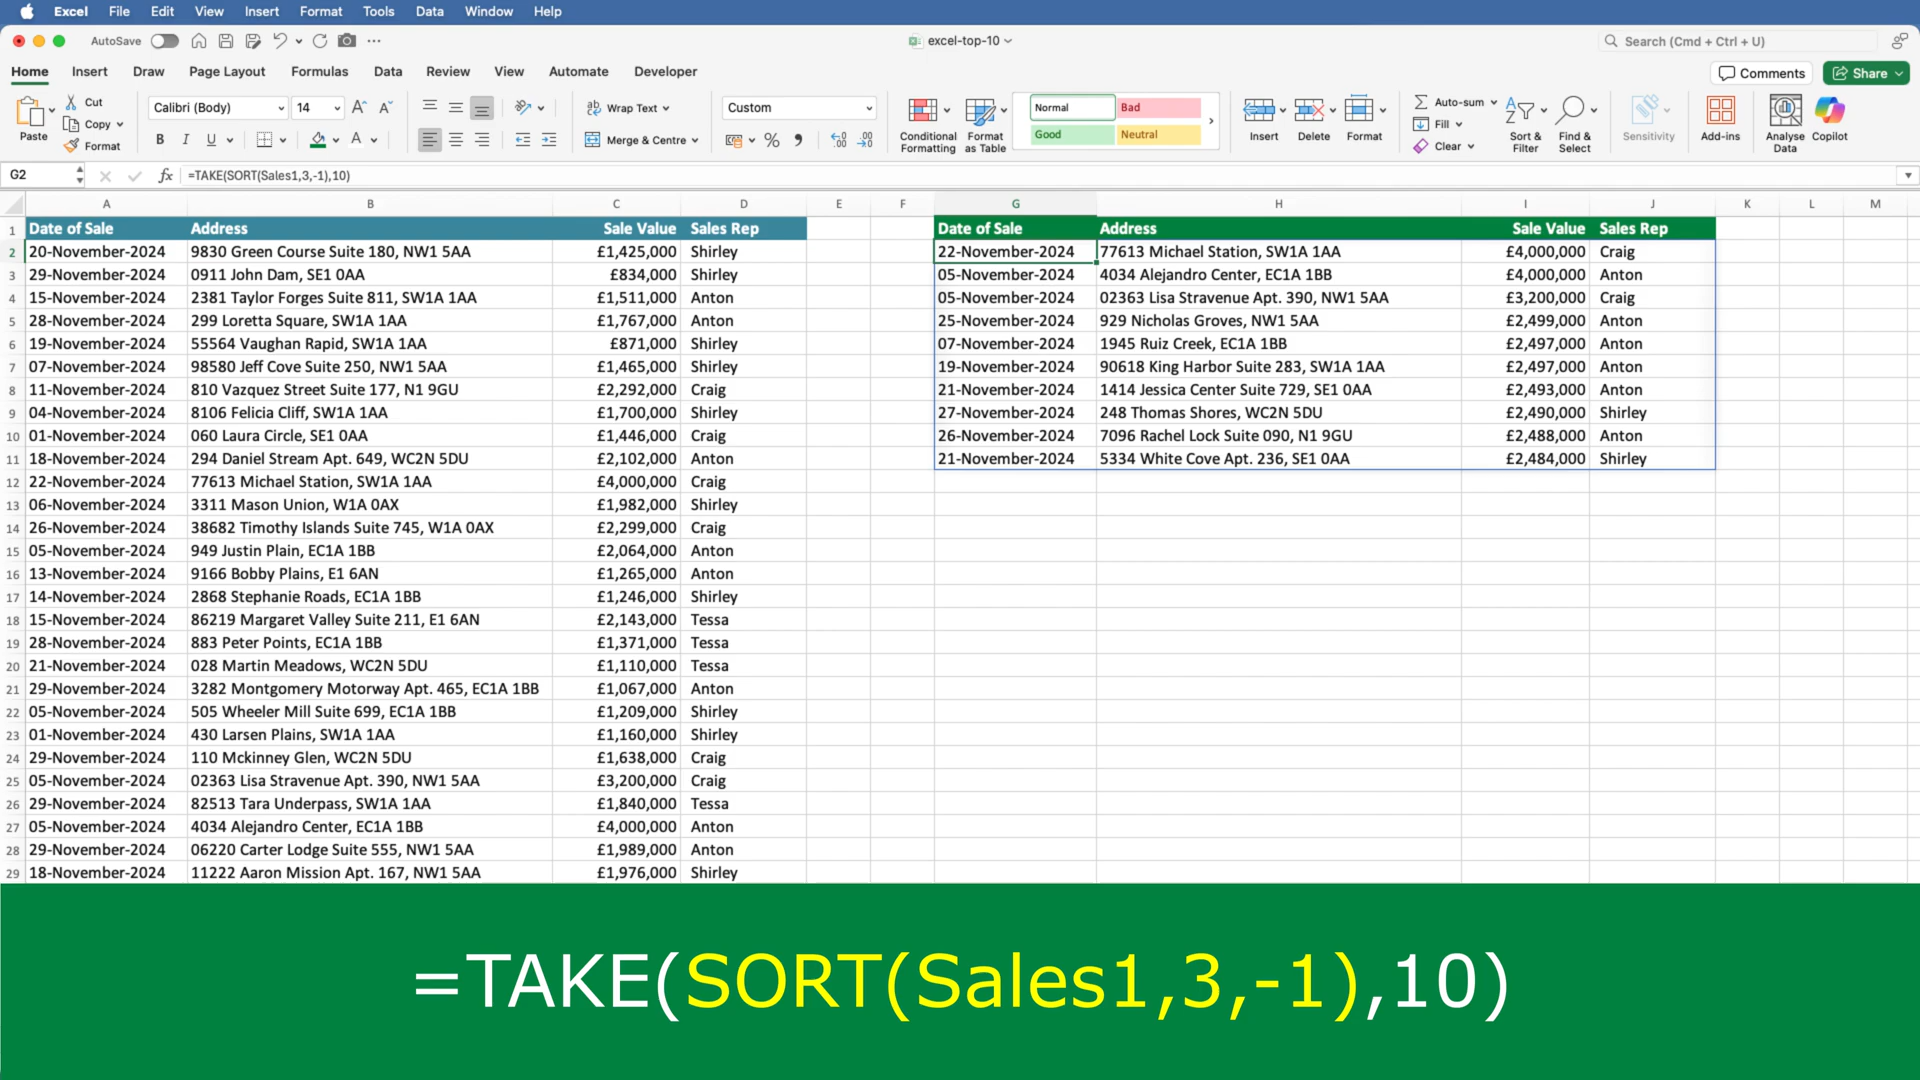 Excel File Edit View Insert Format Tools Data Window Help
AutoSave excel-top-10 Search (Cmd + Ctrl + U)
Home Insert Draw Page Layout Formulas Data Review View Automate Developer Comments Share
Paste Cut Copy Format
Calibri (Body) 14 A A
B I U A
Wrap Text
Merge & Centre
Custom
%
Conditional Formatting
Format as Table
Normal Bad
Good Neutral
Insert Delete Format
Auto-sum
Fill
Clear
Sort & Filter
Find & Select
Sensitivity
Add-ins
Analyse Data
Copilot
G2 fx =TAKE(SORT(Sales1,3,-1),10)
A B C D E F G H I J K L M
1 Date of Sale Address Sale Value Sales Rep Date of Sale Address Sale Value Sales Rep
2 20-November-2024 9830 Green Course Suite 180, NW1 5AA £1,425,000 Shirley 22-November-2024 77613 Michael Station, SW1A 1AA £4,000,000 Craig
3 29-November-2024 0911 John Dam, SE1 0AA £834,000 Shirley 05-November-2024 4034 Alejandro Center, EC1A 1BB £4,000,000 Anton
4 15-November-2024 2381 Taylor Forges Suite 811, SW1A 1AA £1,511,000 Anton 05-November-2024 02363 Lisa Stravenue Apt. 390, NW1 5AA £3,200,000 Craig
5 28-November-2024 299 Loretta Square, SW1A 1AA £1,767,000 Anton 25-November-2024 929 Nicholas Groves, NW1 5AA £2,499,000 Anton
6 19-November-2024 55564 Vaughan Rapid, SW1A 1AA £871,000 Shirley 07-November-2024 1945 Ruiz Creek, EC1A 1BB £2,497,000 Anton
7 07-November-2024 98580 Jeff Cove Suite 250, NW1 5AA £1,465,000 Shirley 19-November-2024 90618 King Harbor Suite 283, SW1A 1AA £2,497,000 Anton
8 11-November-2024 810 Vazquez Street Suite 177, N1 9GU £2,292,000 Craig 21-November-2024 1414 Jessica Center Suite 729, SE1 0AA £2,493,000 Anton
9 04-November-2024 8106 Felicia Cliff, SW1A 1AA £1,700,000 Shirley 27-November-2024 248 Thomas Shores, WC2N 5DU £2,490,000 Shirley
10 01-November-2024 060 Laura Circle, SE1 0AA £1,446,000 Craig 26-November-2024 7096 Rachel Lock Suite 090, N1 9GU £2,488,000 Anton
11 18-November-2024 294 Daniel Stream Apt. 649, WC2N 5DU £2,102,000 Anton 21-November-2024 5334 White Cove Apt. 236, SE1 0AA £2,484,000 Shirley
12 22-November-2024 77613 Michael Station, SW1A 1AA £4,000,000 Craig
13 06-November-2024 3311 Mason Union, W1A 0AX £1,982,000 Shirley
14 26-November-2024 38682 Timothy Islands Suite 745, W1A 0AX £2,299,000 Craig
15 05-November-2024 949 Justin Plain, EC1A 1BB £2,064,000 Anton
16 13-November-2024 9166 Bobby Plains, E1 6AN £1,265,000 Anton
17 14-November-2024 2868 Stephanie Roads, EC1A 1BB £1,246,000 Shirley
18 15-November-2024 86219 Margaret Valley Suite 211, E1 6AN £2,143,000 Tessa
19 28-November-2024 883 Peter Points, EC1A 1BB £1,371,000 Tessa
20 21-November-2024 028 Martin Meadows, WC2N 5DU £1,110,000 Tessa
21 29-November-2024 3282 Montgomery Motorway Apt. 465, EC1A 1BB £1,067,000 Anton
22 05-November-2024 505 Wheeler Mill Suite 699, EC1A 1BB £1,209,000 Shirley
23 01-November-2024 430 Larsen Plains, SW1A 1AA £1,160,000 Shirley
24 29-November-2024 110 Mckinney Glen, WC2N 5DU £1,638,000 Craig
25 05-November-2024 02363 Lisa Stravenue Apt. 390, NW1 5AA £3,200,000 Craig
26 29-November-2024 82513 Tara Underpass, SW1A 1AA £1,840,000 Tessa
27 05-November-2024 4034 Alejandro Center, EC1A 1BB £4,000,000 Anton
28 29-November-2024 06220 Carter Lodge Suite 555, NW1 5AA £1,989,000 Anton
29 18-November-2024 11222 Aaron Mission Apt. 167, NW1 5AA £1,976,000 Shirley
=TAKE(SORT(Sales1,3,-1),10)